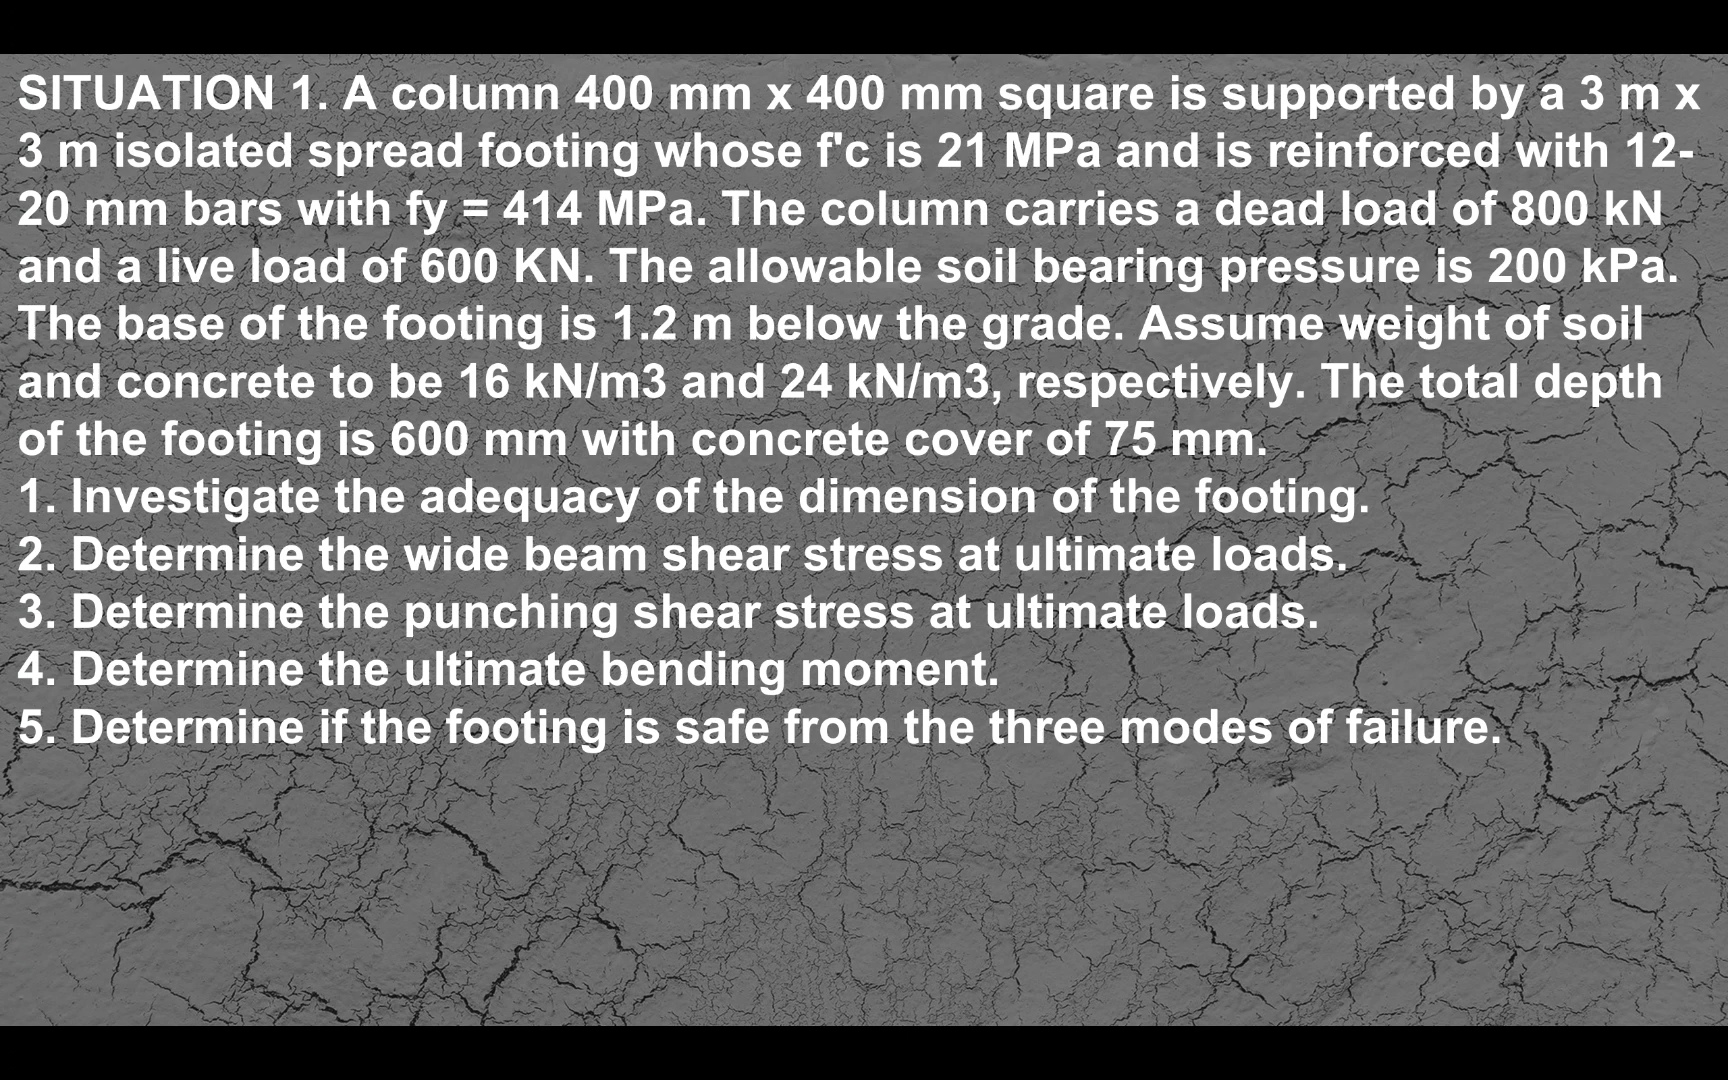 SITUATION 1. A column 400 mm x 400 mm square is supported by a 3 m x
3 m isolated spread footing whose f'c is 21 MPa and is reinforced with 12-
20 mm bars with fy = 414 MPa. The column carries a dead load of 800 kN
and a live load of 600 KN. The allowable soil bearing pressure is 200 kPa.
The base of the footing is 1.2 m below the grade. Assume weight of soil
and concrete to be 16 kN/m3 and 24 kN/m3, respectively. The total depth
of the footing is 600 mm with concrete cover of 75 mm.
1. Investigate the adequacy of the dimension of the footing.
2. Determine the wide beam shear stress at ultimate loads.
3. Determine the punching shear stress at ultimate loads.
4. Determine the ultimate bending moment.
5. Determine if the footing is safe from the three modes of failure.